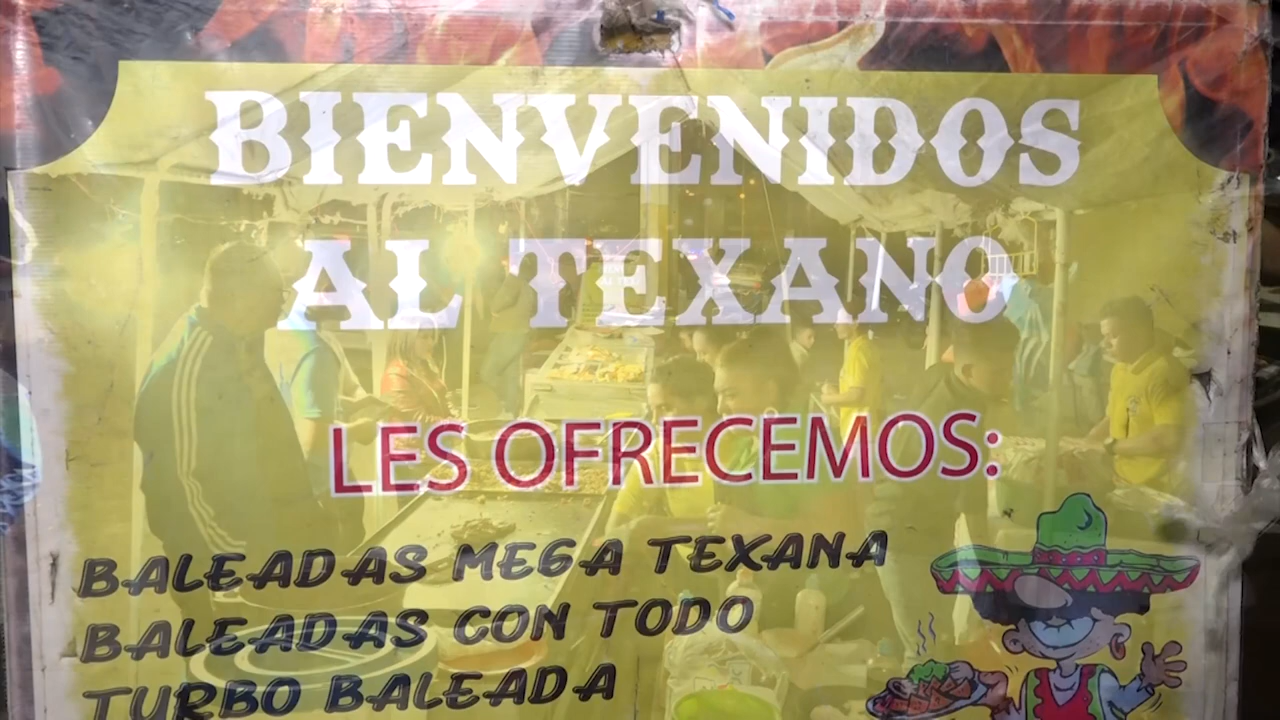 BIENVENIDOS
AL TEXANO
LES OFRECEMOS:
BALEADAS MEGA TEXANA
BALEADAS CON TODO
TURBO BALEADA